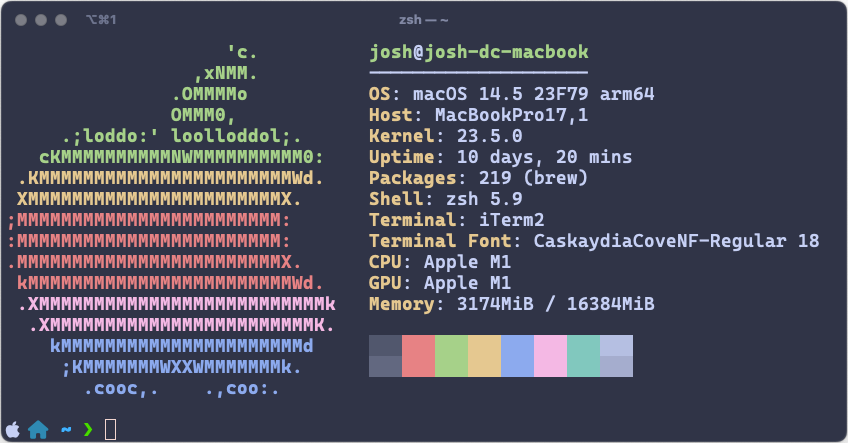 ⌥⌘1 zsh — ~
'c.
,xNMM.
.OMMMMo
OMMM0,
.;loddo:' loolloddol;.
cKMMMMMMMMMMNWMMMMMMMMMM0:
.KMMMMMMMMMMMMMMMMMMMMMMMWd.
XMMMMMMMMMMMMMMMMMMMMMMMX.
;MMMMMMMMMMMMMMMMMMMMMMMM:
:MMMMMMMMMMMMMMMMMMMMMMMM:
.MMMMMMMMMMMMMMMMMMMMMMMMX.
kMMMMMMMMMMMMMMMMMMMMMMMMWd.
.XMMMMMMMMMMMMMMMMMMMMMMMMMMk
.XMMMMMMMMMMMMMMMMMMMMMMMMK.
kMMMMMMMMMMMMMMMMMMMMMMd
;KMMMMMMMWXXWMMMMMMMk.
.cooc,.    .,coo:.
josh@josh-dc-macbook
--------------------
OS: macOS 14.5 23F79 arm64
Host: MacBookPro17,1
Kernel: 23.5.0
Uptime: 10 days, 20 mins
Packages: 219 (brew)
Shell: zsh 5.9
Terminal: iTerm2
Terminal Font: CaskaydiaCoveNF-Regular 18
CPU: Apple M1
GPU: Apple M1
Memory: 3174MiB / 16384MiB
~ ❯